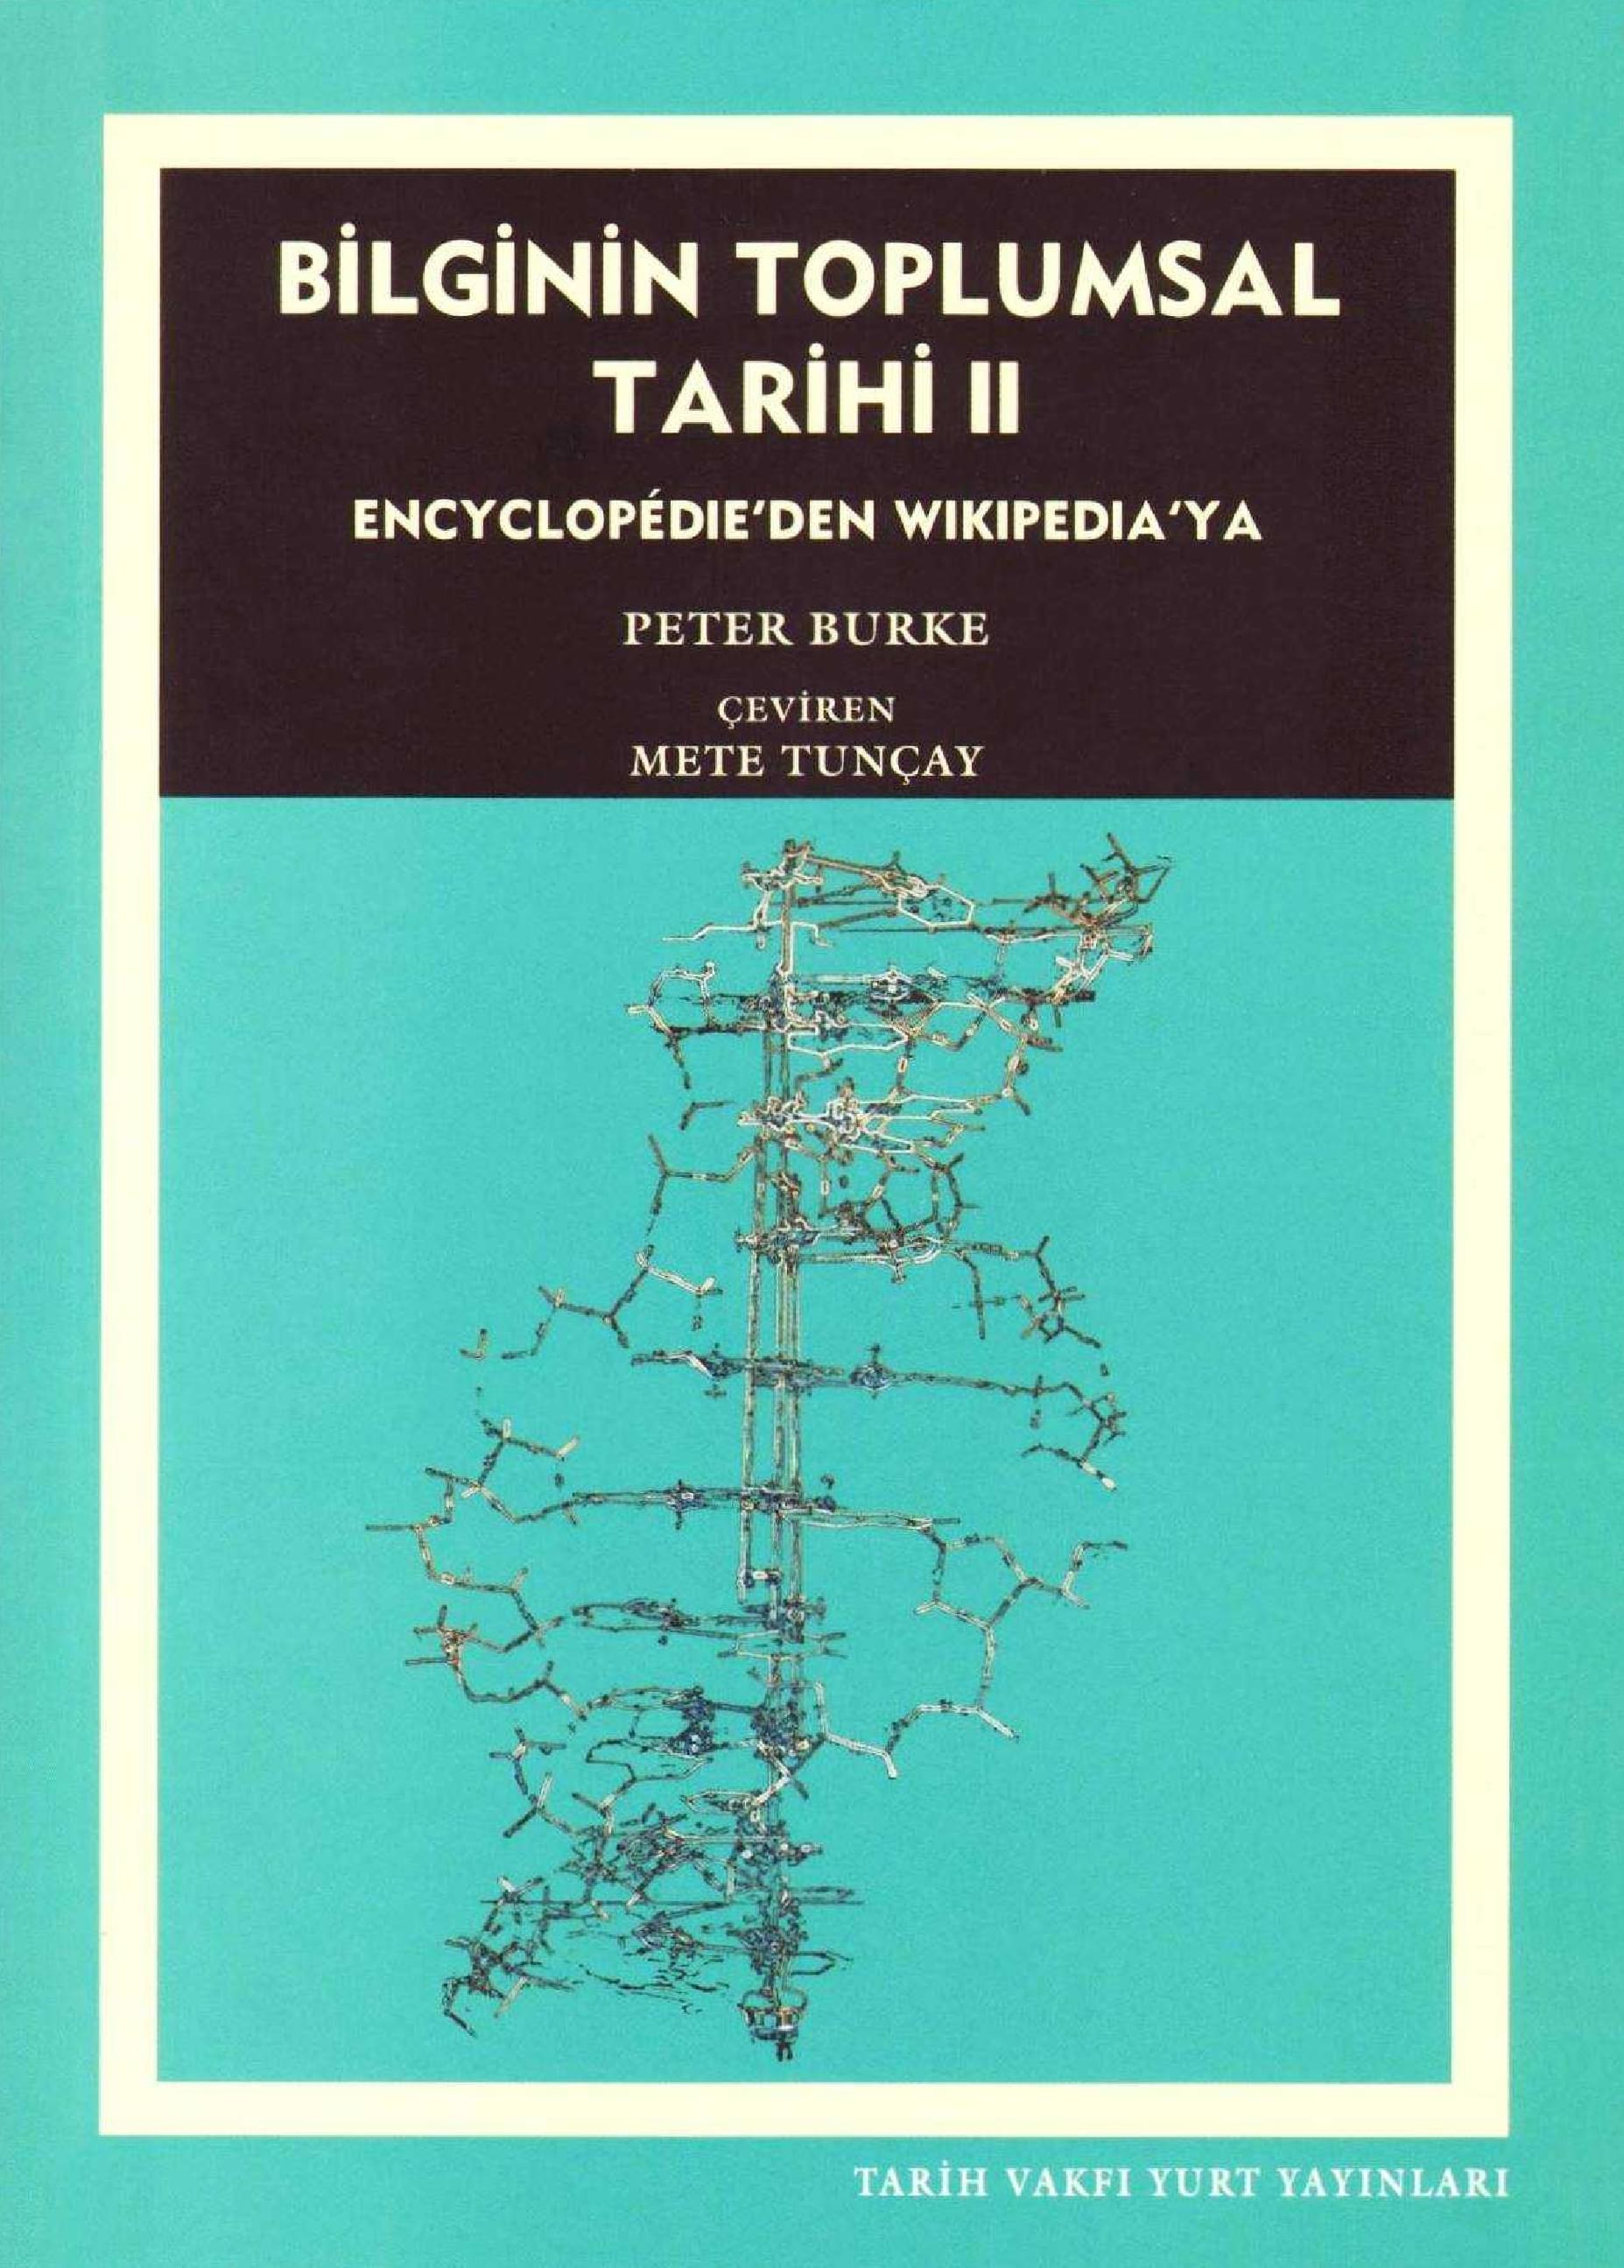 BİLGİNİN TOPLUMSAL
TARİHİ II
ENCYCLOPÉDIE'DEN WIKIPEDIA'YA
PETER BURKE
ÇEVİREN
METE TUNÇAY
TARİH VAKFI YURT YAYINLARI